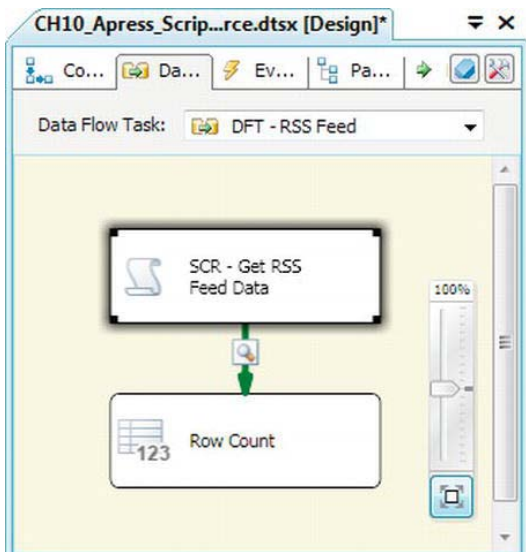 CH10_Apress_Scrip...rce.dtsx [Design]*
Co... Da... Ev... Pa...
Data Flow Task: DFT - RSS Feed
SCR - Get RSS
Feed Data
100%
123 Row Count